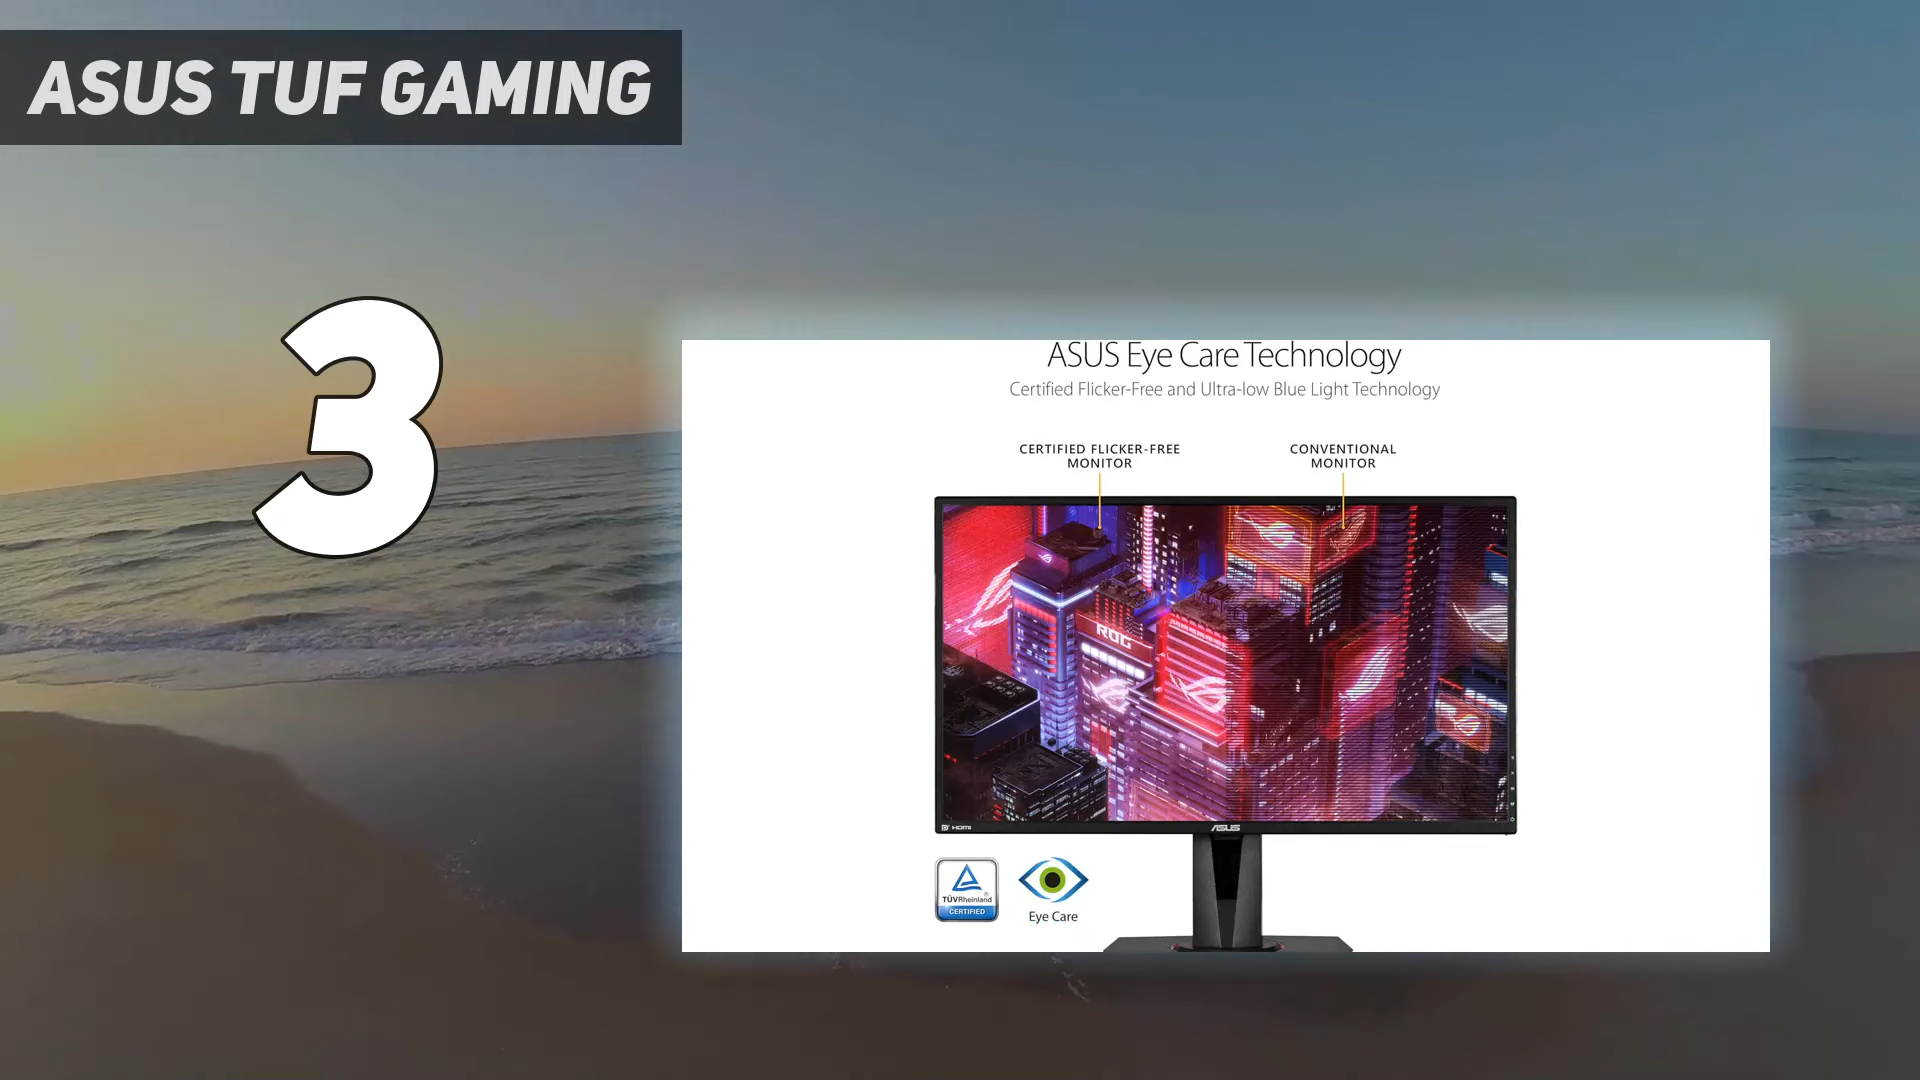 ASUS TUF GAMING
3
ASUS Eye Care Technology
Certified Flicker-Free and Ultra-low Blue Light Technology
CERTIFIED FLICKER-FREE
MONITOR
CONVENTIONAL
MONITOR
ROG
HDMI
ASUS
TÜVRheinland
CERTIFIED
Eye Care